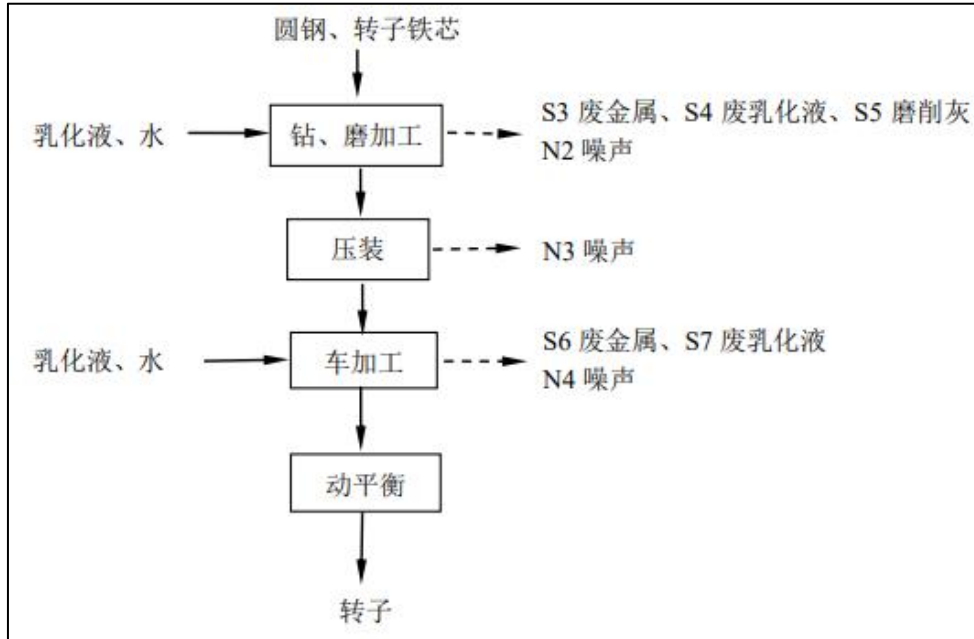 圆钢、转子铁芯
乳化液、水
钻、磨加工
S3 废金属、S4 废乳化液、S5 磨削灰
N2 噪声
压装
N3 噪声
乳化液、水
车加工
S6 废金属、S7 废乳化液
N4 噪声
动平衡
转子